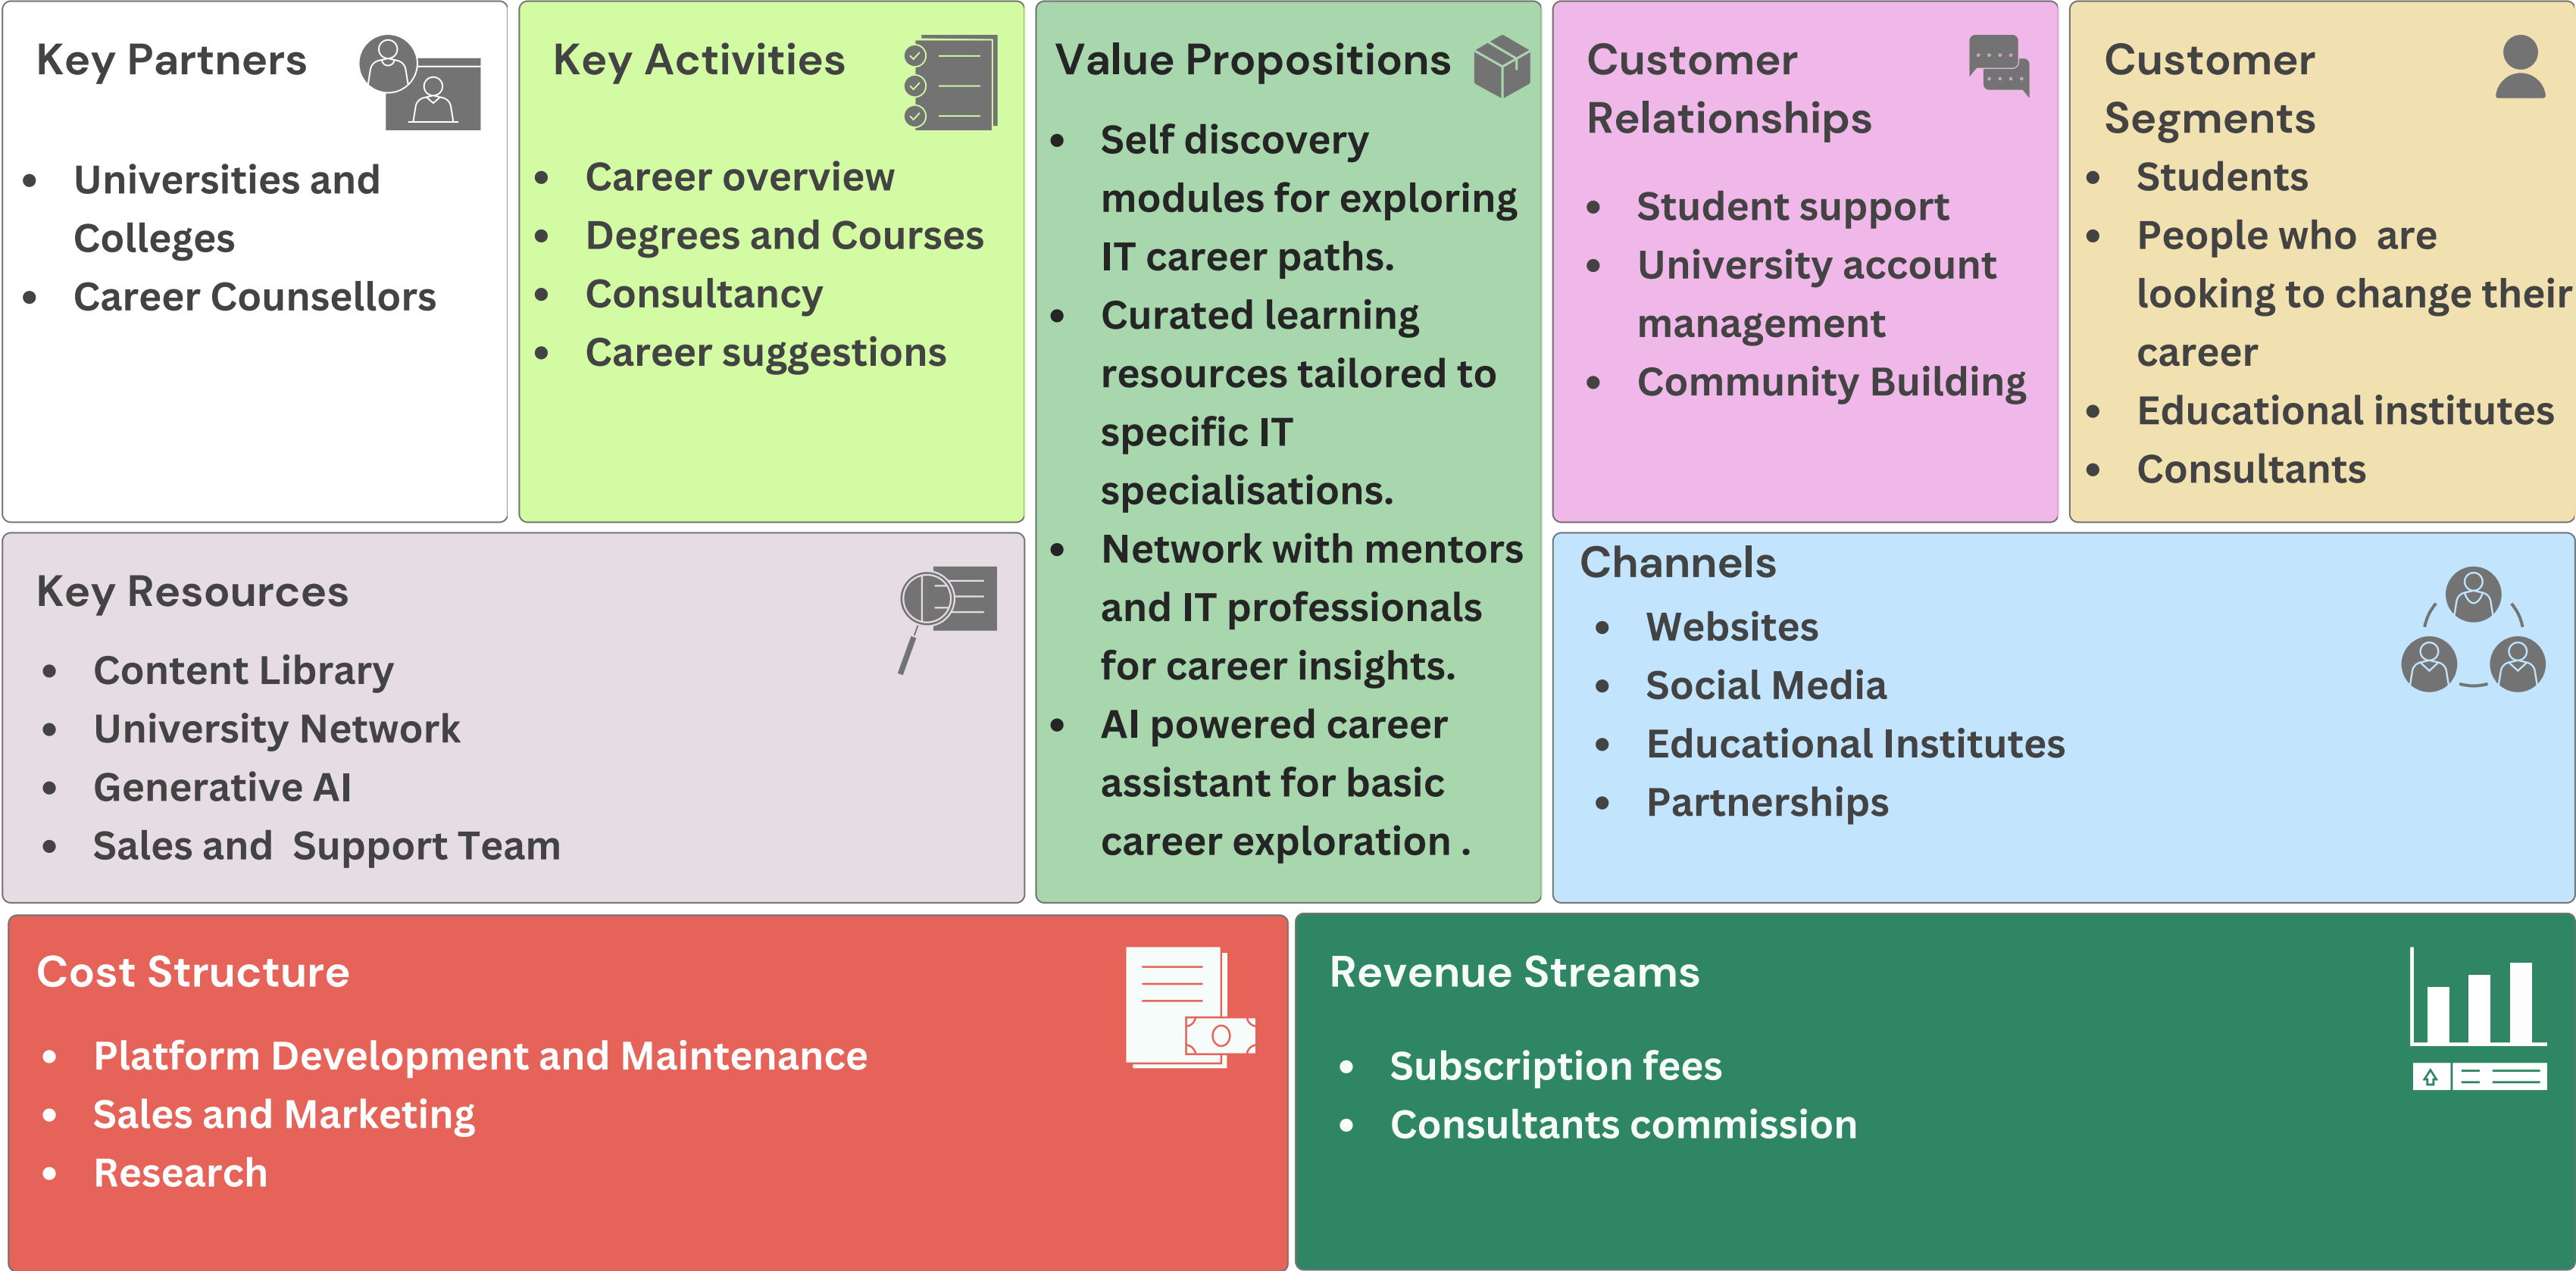 Key Partners
• Universities and
Colleges
• Career Counsellors
Key Activities
• Career overview
• Degrees and Courses
• Consultancy
• Career suggestions
Value Propositions
• Self discovery
modules for exploring
IT career paths.
• Curated learning
resources tailored to
specific IT
specialisations.
• Network with mentors
and IT professionals
for career insights.
• AI powered career
assistant for basic
career exploration .
Customer
Relationships
• Student support
• University account
management
• Community Building
Customer
Segments
• Students
• People who  are
looking to change their
career
• Educational institutes
• Consultants
Key Resources
• Content Library
• University Network
• Generative AI
• Sales and  Support Team
Channels
• Websites
• Social Media
• Educational Institutes
• Partnerships
Cost Structure
• Platform Development and Maintenance
• Sales and Marketing
• Research
Revenue Streams
• Subscription fees
• Consultants commission